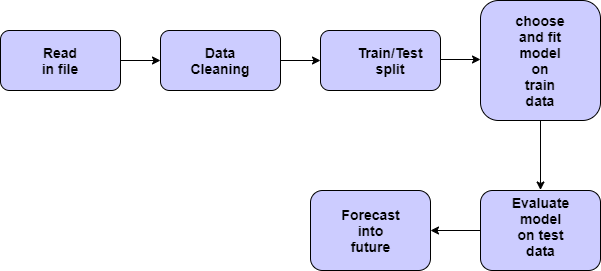 Read
in file
Data
Cleaning
Train/Test
split
choose
and fit
model
on
train
data
Evaluate
model
on test
data
Forecast
into
future